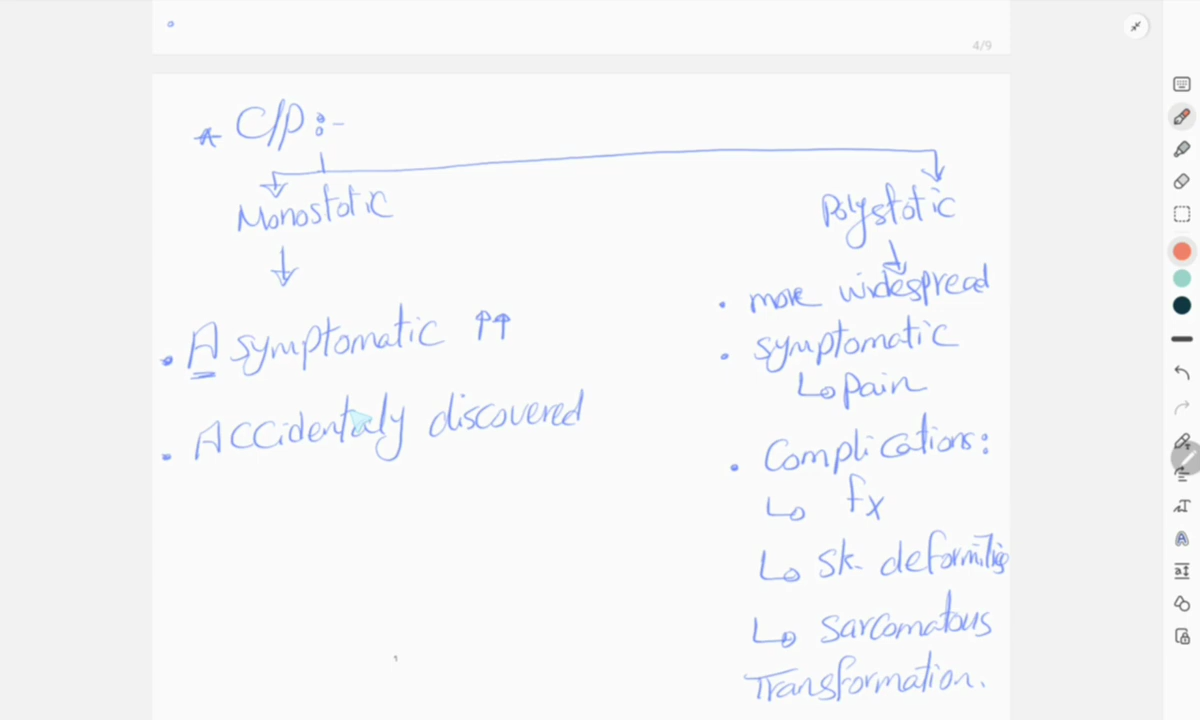 4/9
* C/P :-
Monostotic
Asymptomatic ↑↑
Accidentaly discovered
Polystotic
more widespread
symptomatic
pain
Complications:
fx
sk. deformities
sarcomatous
Transformation.